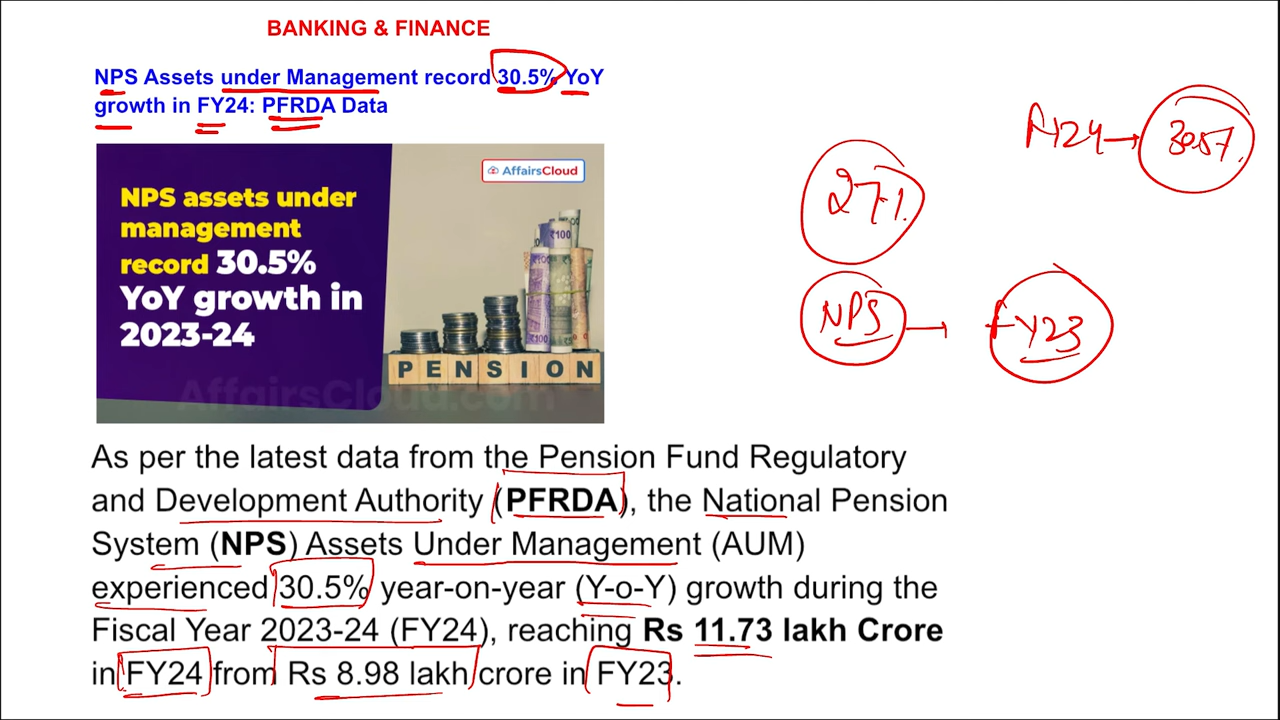 BANKING & FINANCE
NPS Assets under Management record 30.5% YoY
growth in FY24: PFRDA Data
AffairsCloud
NPS assets under
management
record 30.5%
YoY growth in
2023-24
₹100
₹100
PENSION
AffairsCloud.com
FY24 → 30.5%
27%
NPS → FY23
As per the latest data from the Pension Fund Regulatory
and Development Authority (PFRDA), the National Pension
System (NPS) Assets Under Management (AUM)
experienced 30.5% year-on-year (Y-o-Y) growth during the
Fiscal Year 2023-24 (FY24), reaching Rs 11.73 lakh Crore
in FY24 from Rs 8.98 lakh crore in FY23.